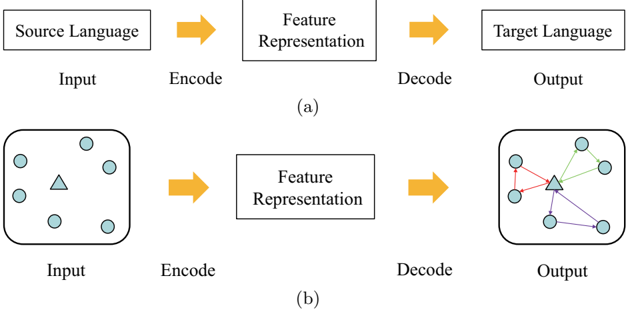 Source Language
Feature
Representation
Target Language
Input
Encode
Decode
Output
(a)
Feature
Representation
Input
Encode
Decode
Output
(b)